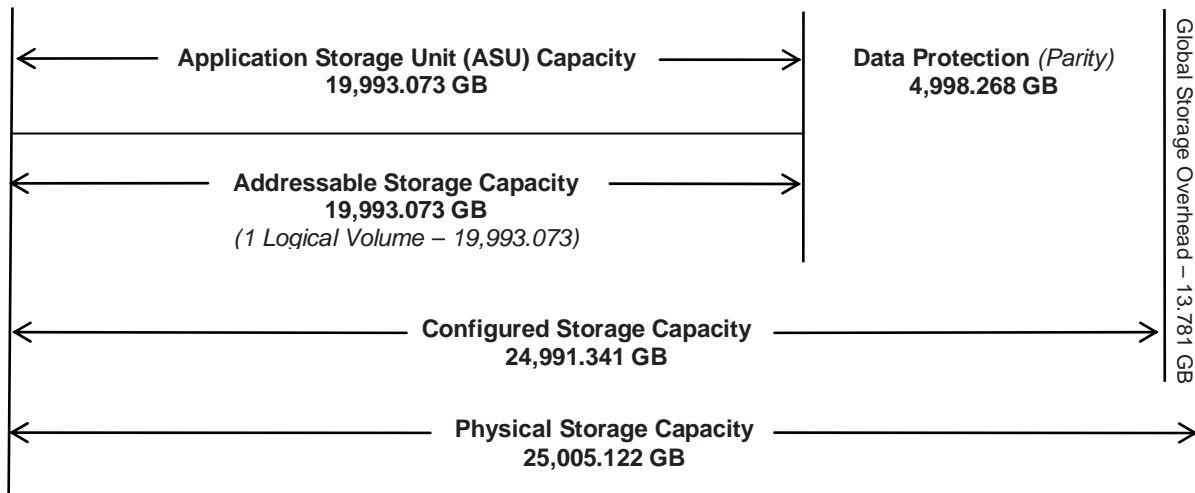 Application Storage Unit (ASU) Capacity
19,993.073 GB
Data Protection (Parity)
4,998.268 GB
Global Storage Overhead – 13.781 GB
Addressable Storage Capacity
19,993.073 GB
(1 Logical Volume – 19,993.073)
Configured Storage Capacity
24,991.341 GB
Physical Storage Capacity
25,005.122 GB